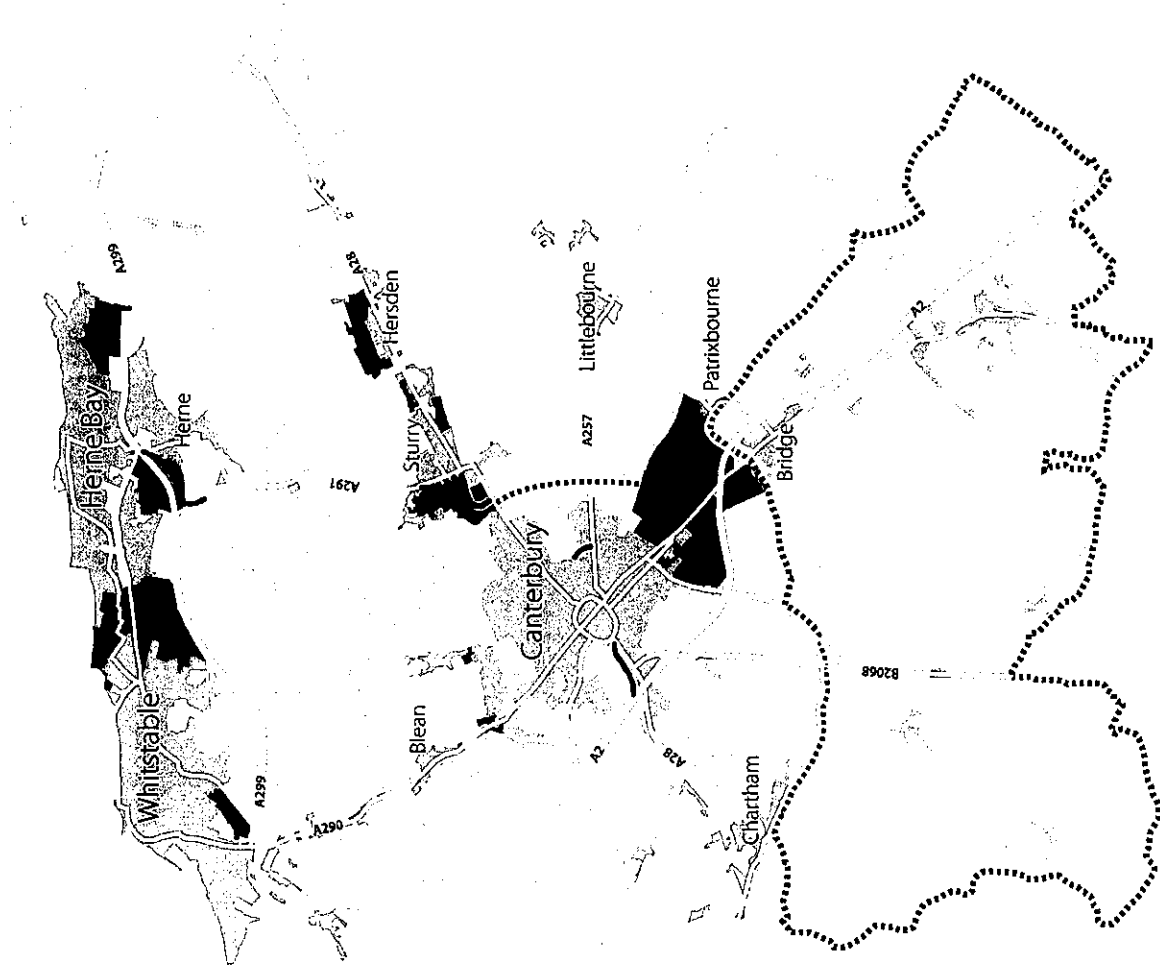 A299
Herne Bay
Herne
Whitstable
A299
A290
A291
A28
Hersden
Sturry
Blean
Canterbury
Littlebourne
A257
Patrixbourne
Bridge
A2
A2
A28
Chartham
B2068